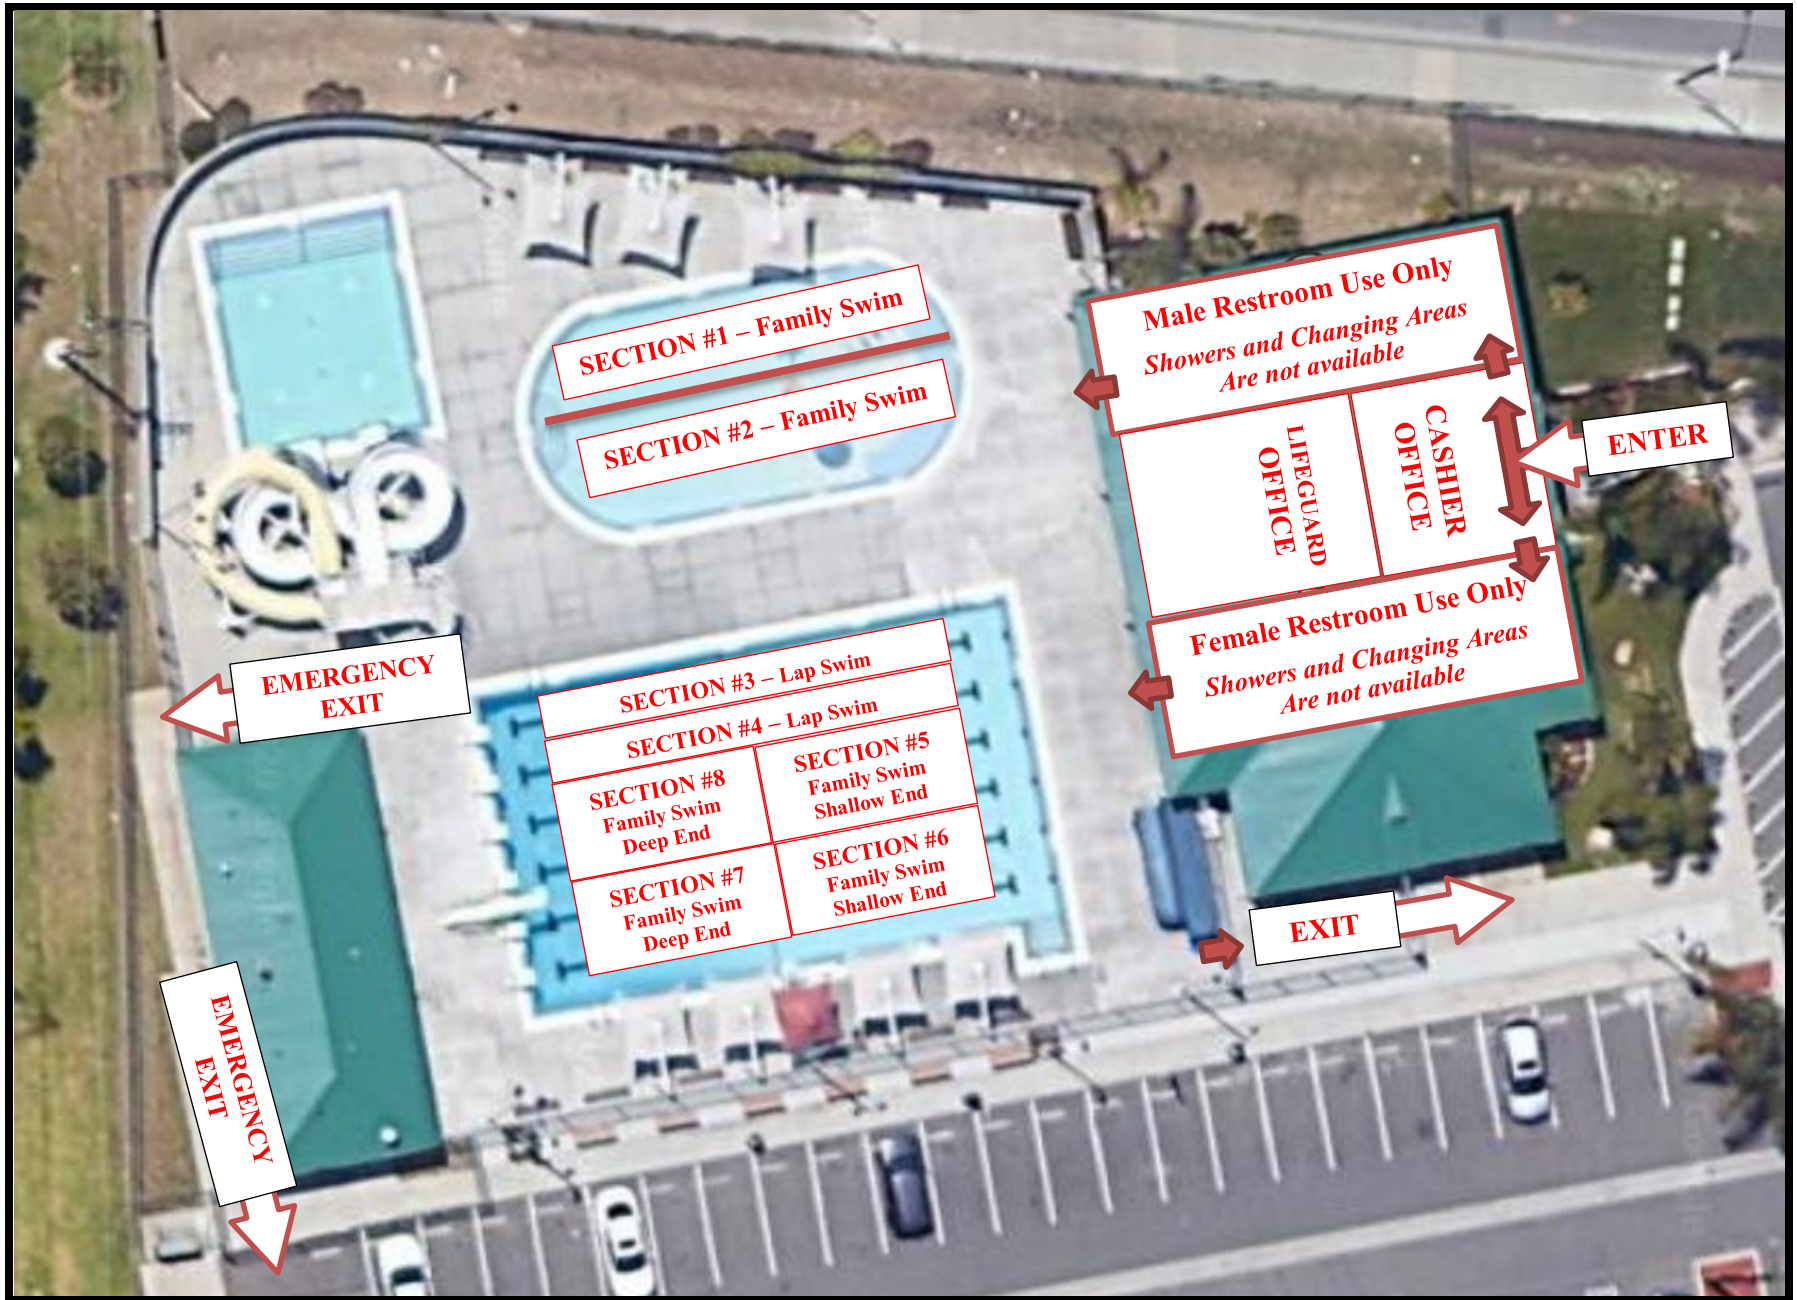 SECTION #1 – Family Swim
SECTION #2 – Family Swim
Male Restroom Use Only
Showers and Changing Areas
Are not available
LIFEGUARD
OFFICE
CASHIER
OFFICE
ENTER
Female Restroom Use Only
Showers and Changing Areas
Are not available
EMERGENCY
EXIT
SECTION #3 – Lap Swim
SECTION #4 – Lap Swim
SECTION #8
Family Swim
Deep End
SECTION #5
Family Swim
Shallow End
SECTION #7
Family Swim
Deep End
SECTION #6
Family Swim
Shallow End
EXIT
EMERGENCY
EXIT